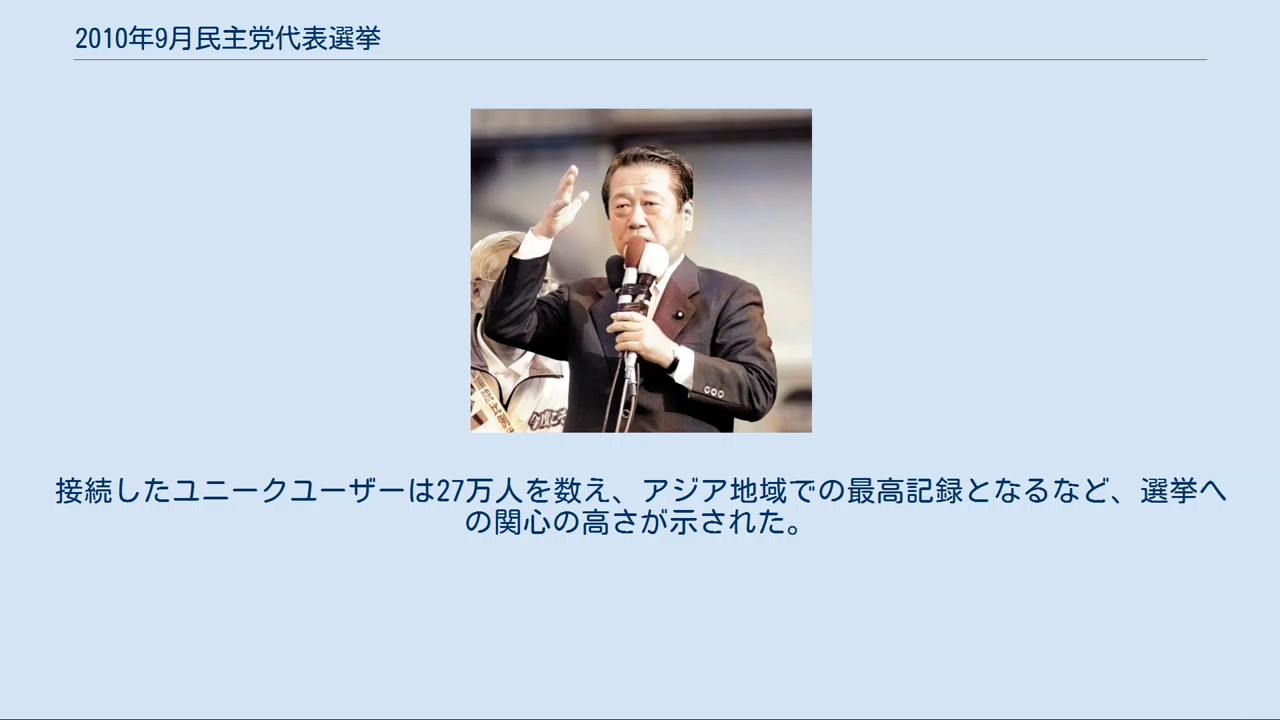 2010年9月民主党代表選挙
接続したユニークユーザーは27万人を数え、アジア地域での最高記録となるなど、選挙へ
の関心の高さが示された。